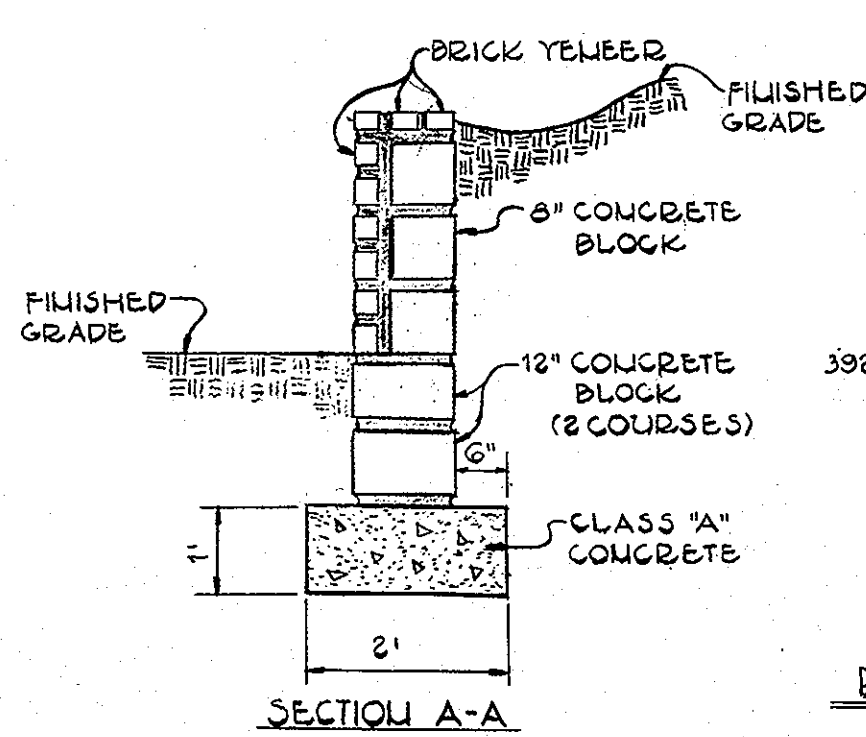 BRICK VENEER
FINISHED
GRADE
8" CONCRETE
BLOCK
FINISHED
GRADE
12" CONCRETE
BLOCK
(2 COURSES)
392
6"
CLASS "A"
CONCRETE
1'
2'
SECTION A-A